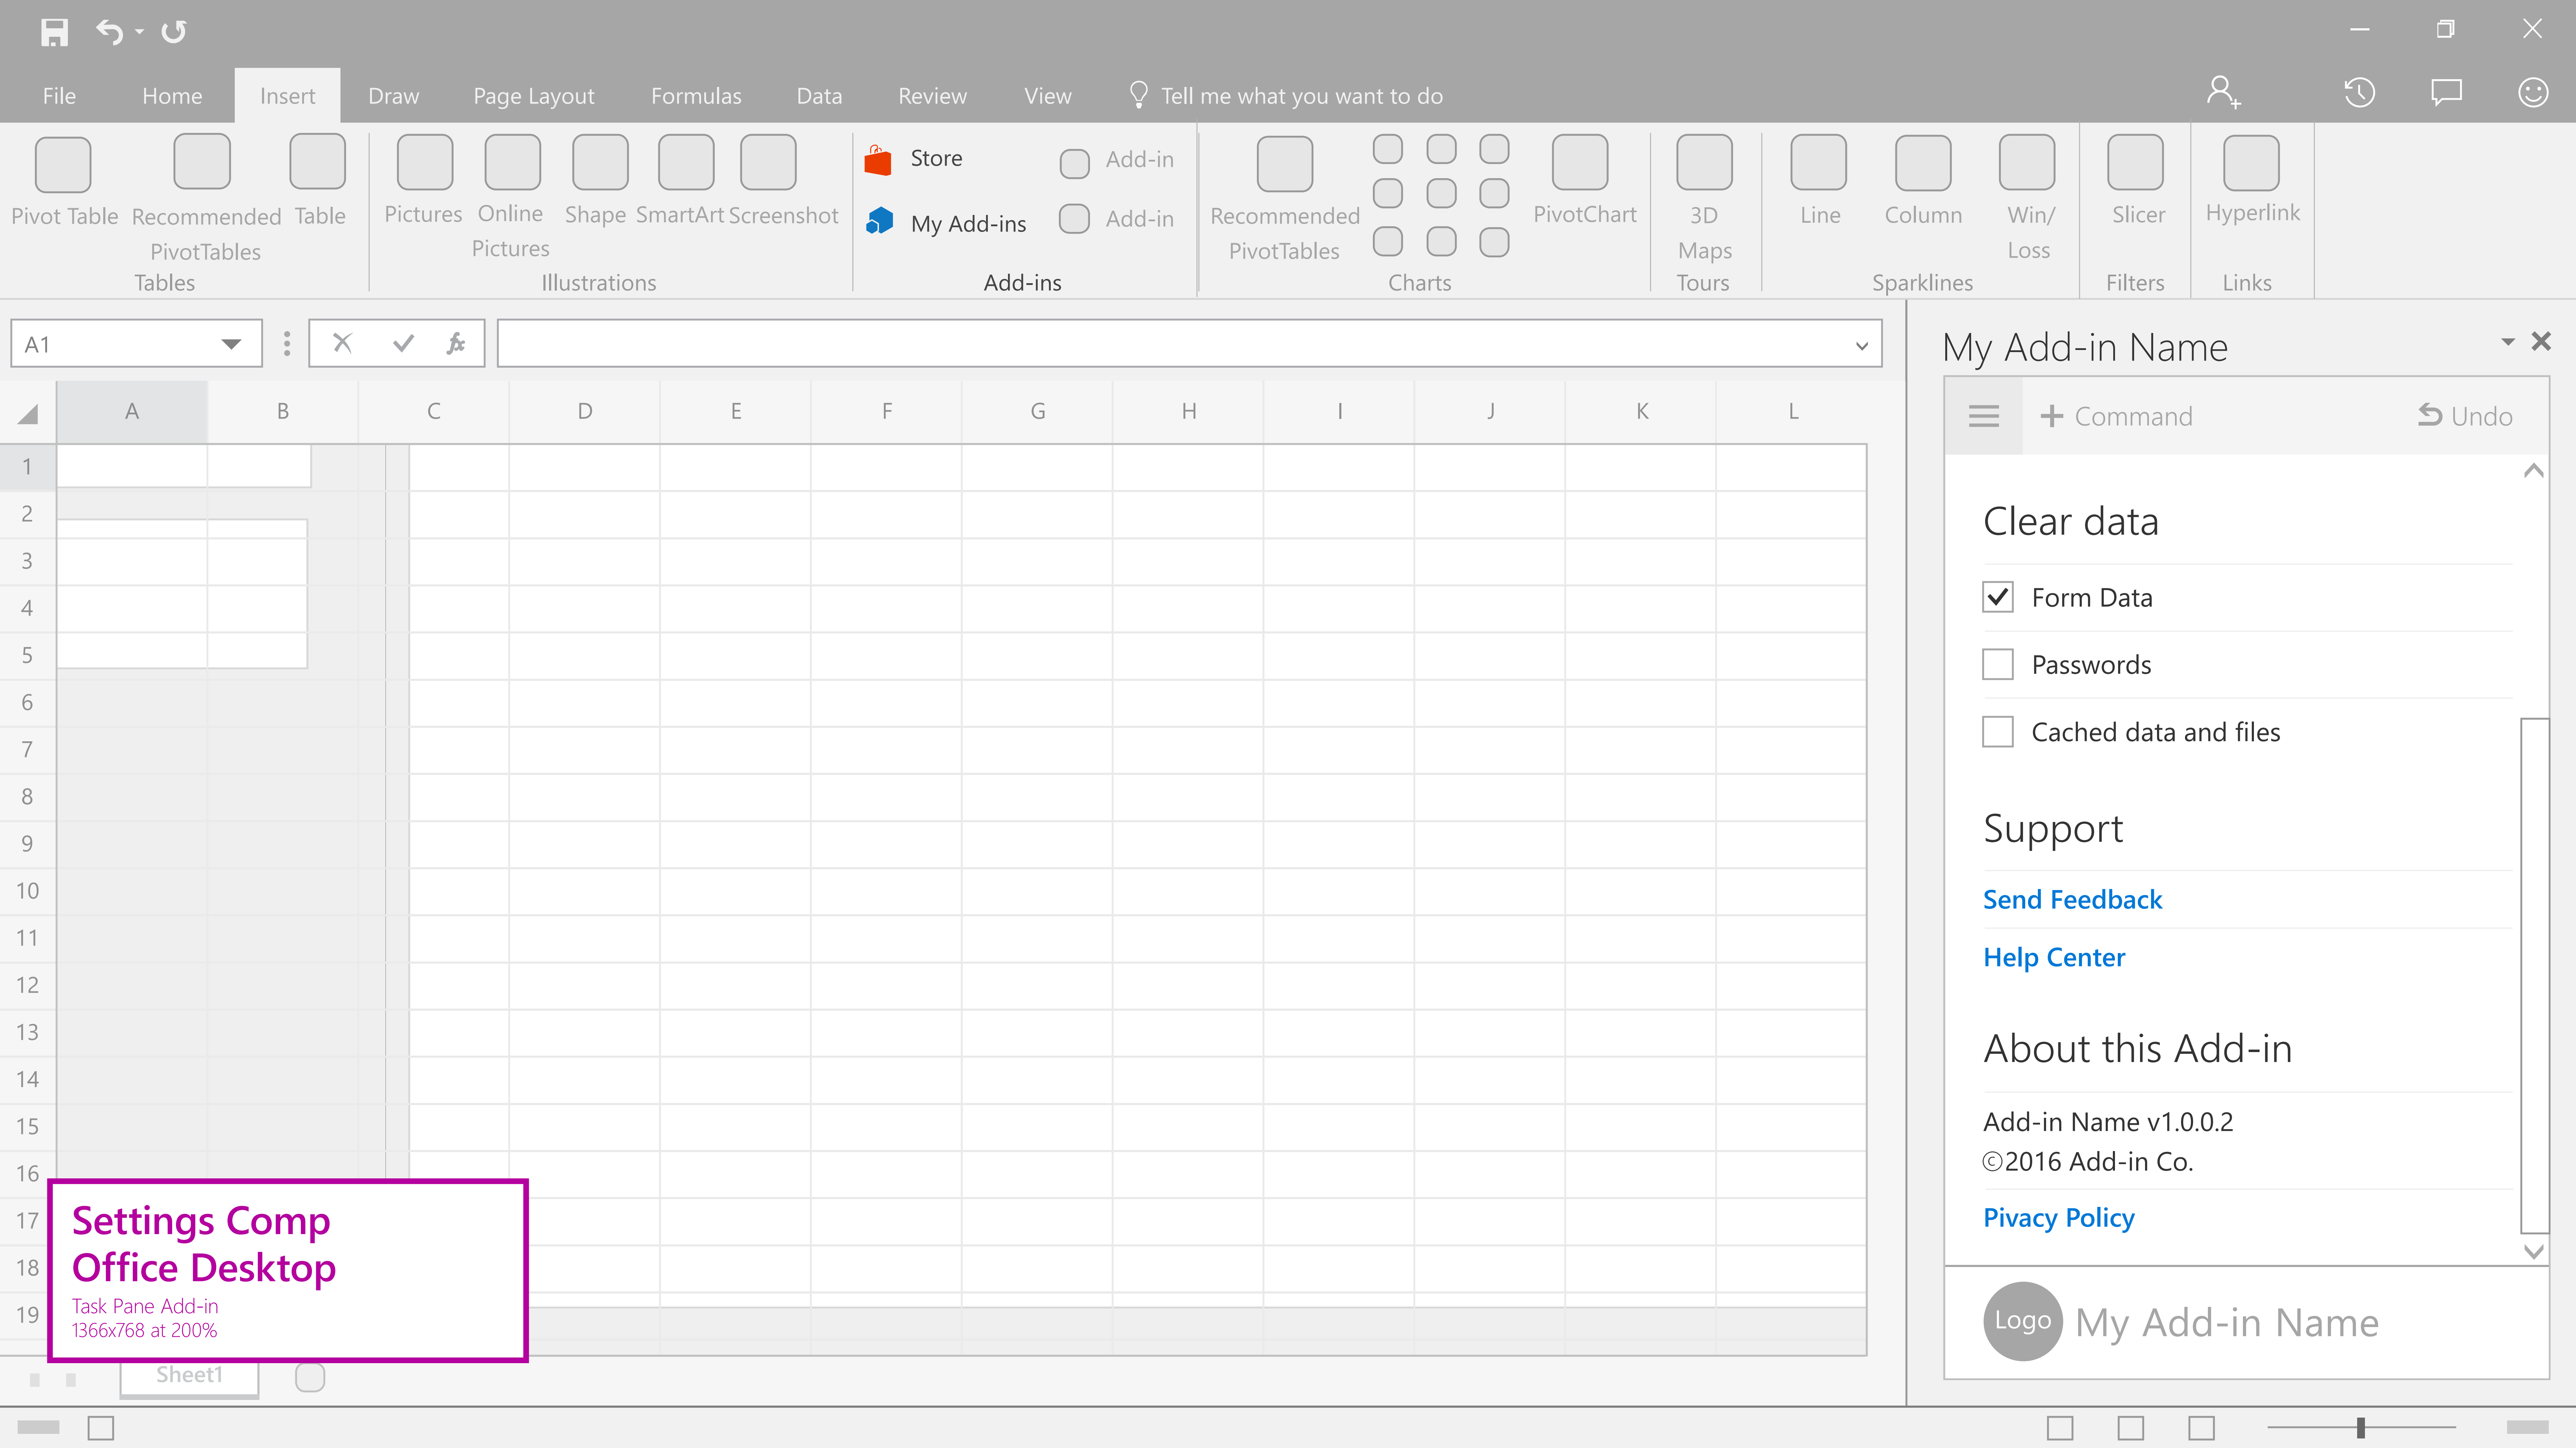 File Home Insert Draw Page Layout Formulas Data Review View Tell me what you want to do
Pivot Table
Recommended
PivotTables
Table
Tables
Pictures
Online
Pictures
Shape
SmartArt
Screenshot
Illustrations
Store
My Add-ins
Add-in
Add-in
Add-ins
Recommended
PivotTables
PivotChart
Charts
3D
Maps
Tours
Line
Column
Win/
Loss
Sparklines
Slicer
Filters
Hyperlink
Links
A1
fx
A B C D E F G H I J K L
1
2
3
4
5
6
7
8
9
10
11
12
13
14
15
16
17
18
19
Settings Comp
Office Desktop
Task Pane Add-in
1366x768 at 200%
Sheet1
My Add-in Name
Command Undo
Clear data
Form Data
Passwords
Cached data and files
Support
Send Feedback
Help Center
About this Add-in
Add-in Name v1.0.0.2
©2016 Add-in Co.
Pivacy Policy
Logo My Add-in Name